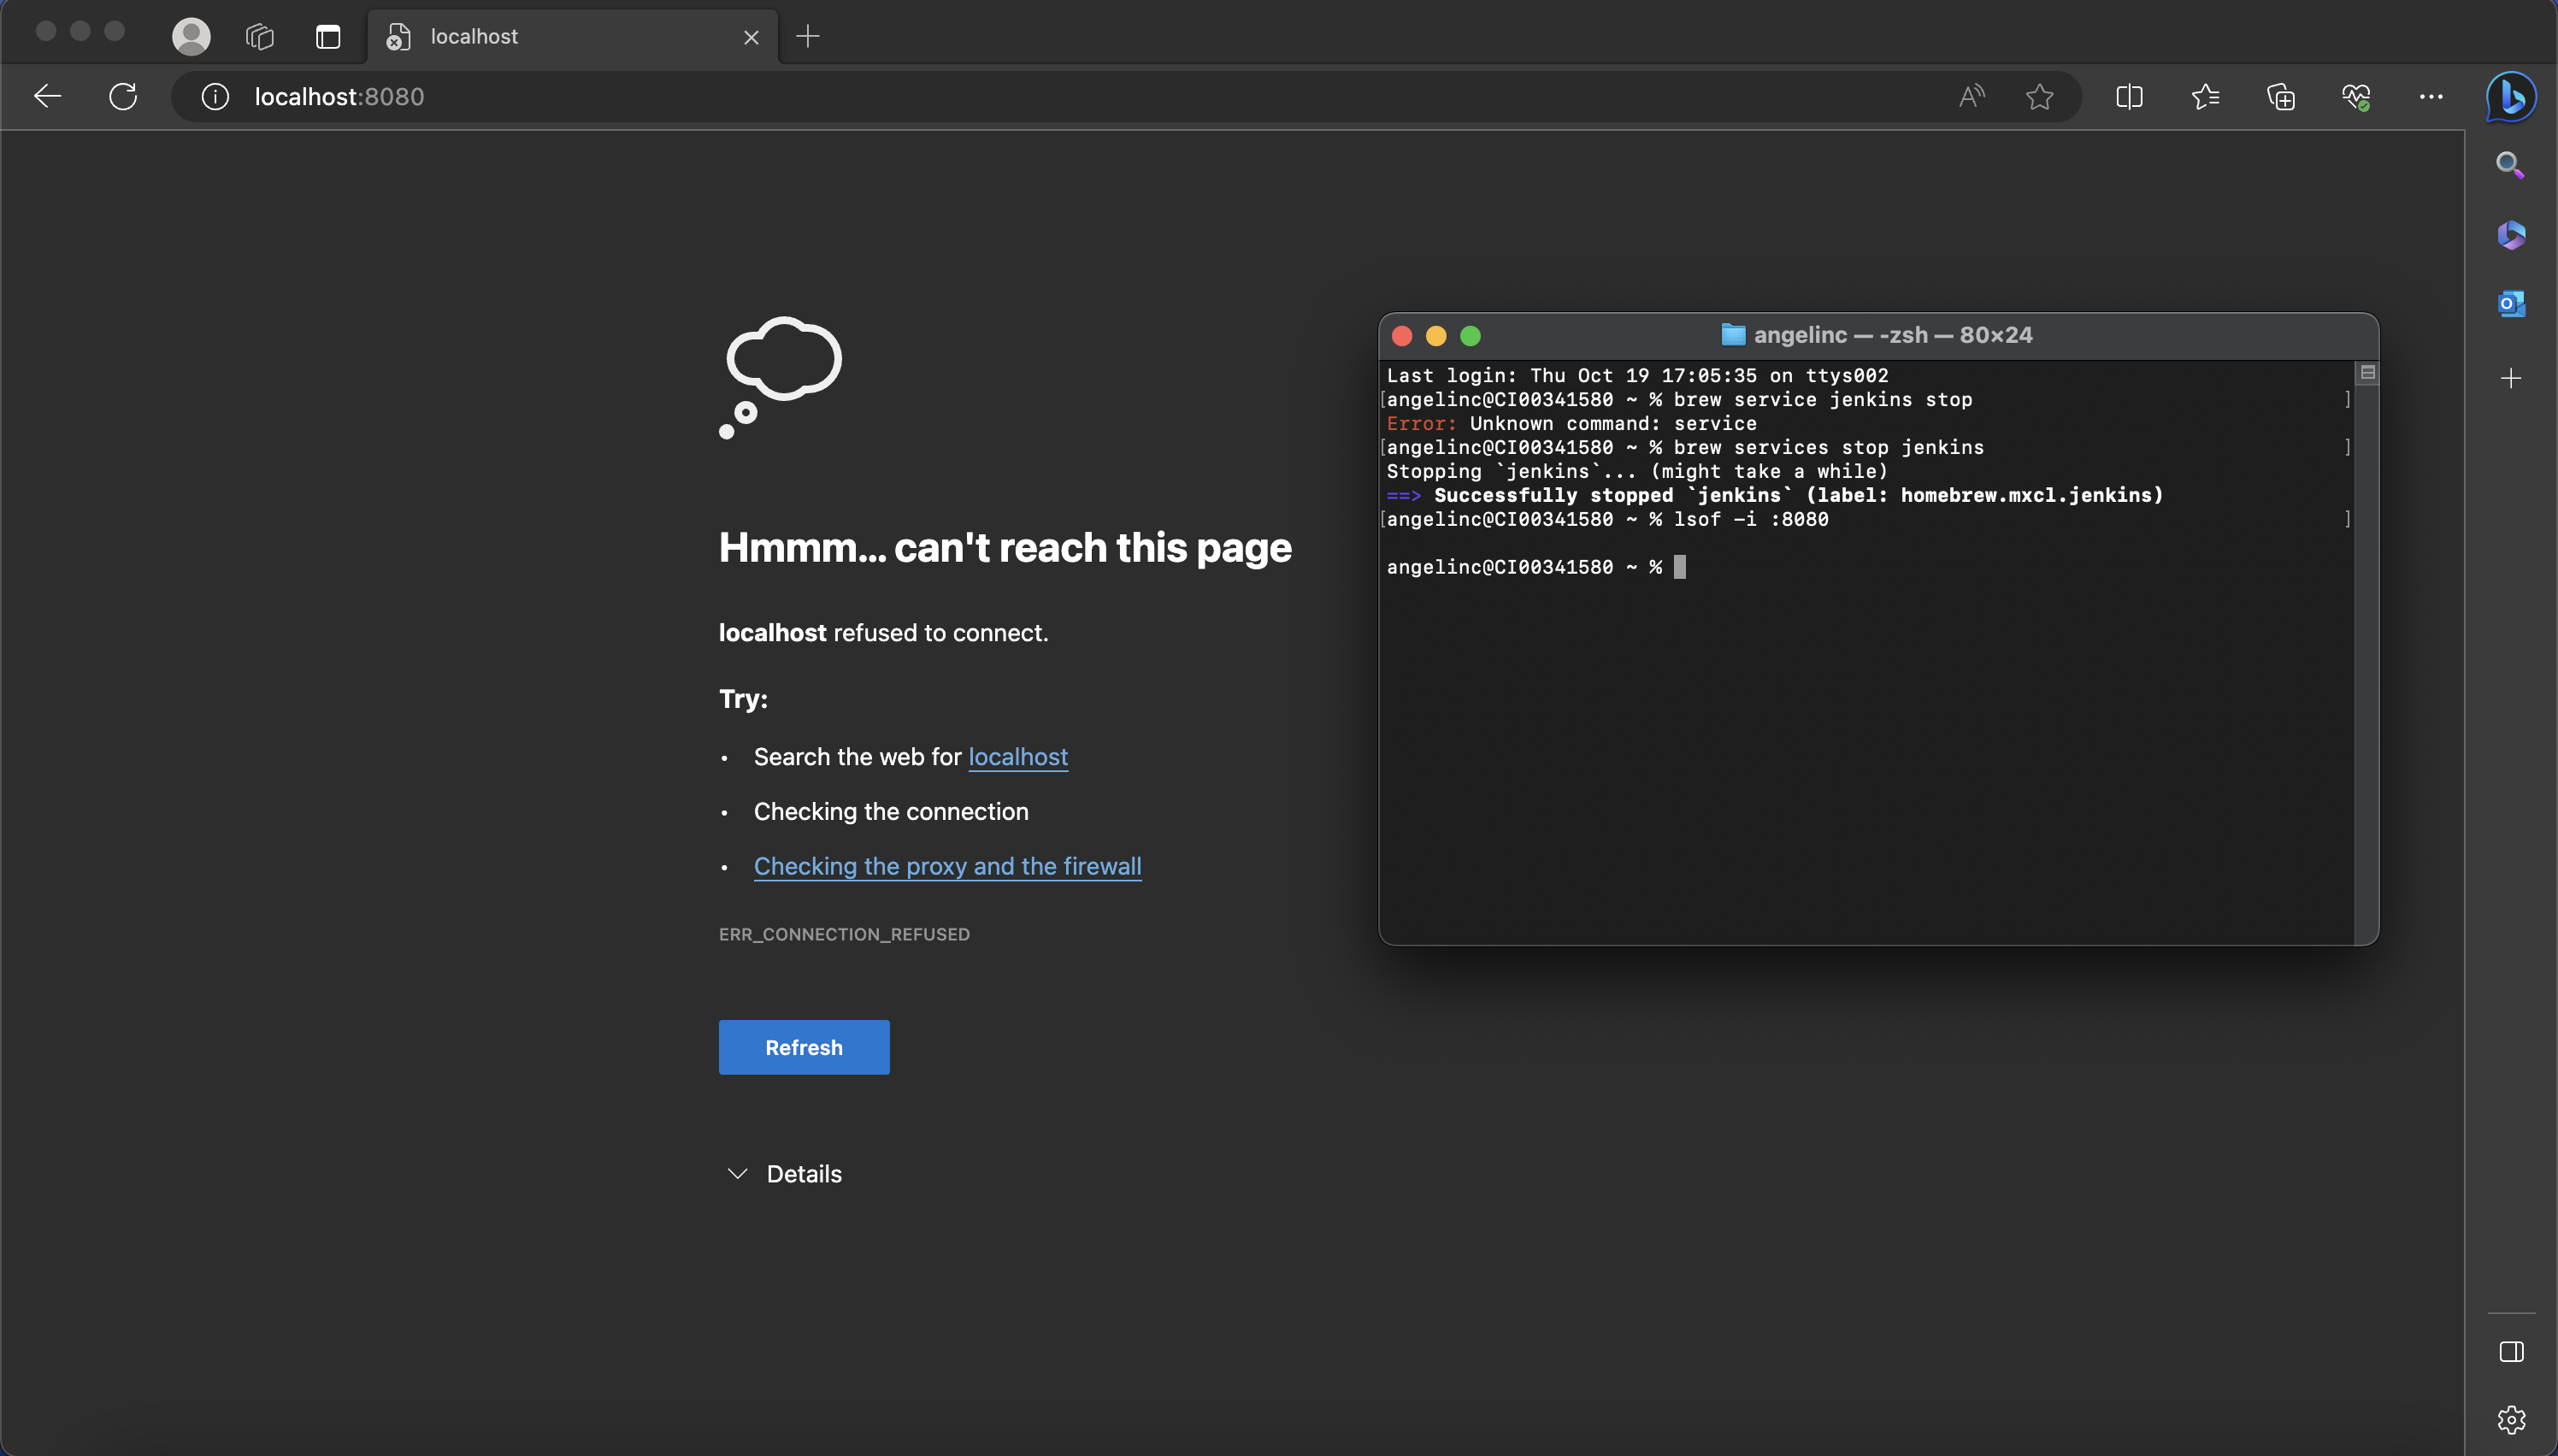 localhost
localhost:8080
Hmmm... can't reach this page
localhost refused to connect.
Try:
• Search the web for localhost
• Checking the connection
• Checking the proxy and the firewall
ERR_CONNECTION_REFUSED
Refresh
Details
angelinc — -zsh — 80×24
Last login: Thu Oct 19 17:05:35 on ttys002
[angelinc@CI00341580 ~ % brew service jenkins stop ]
Error: Unknown command: service
[angelinc@CI00341580 ~ % brew services stop jenkins ]
Stopping `jenkins`... (might take a while)
==> Successfully stopped `jenkins` (label: homebrew.mxcl.jenkins)
[angelinc@CI00341580 ~ % lsof -i :8080 ]
angelinc@CI00341580 ~ %